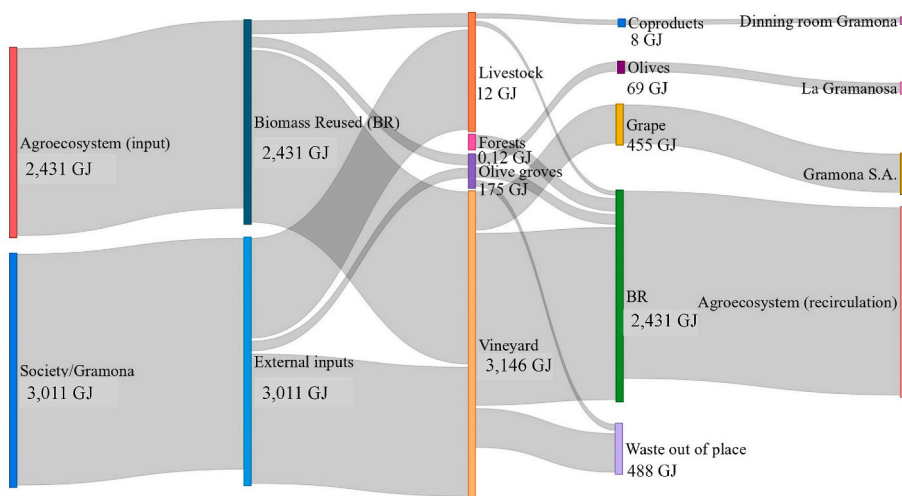 Agroecosystem (input)
2,431 GJ
Society/Gramona
3,011 GJ
Biomass Reused (BR)
2,431 GJ
External inputs
3,011 GJ
Livestock
12 GJ
Forests
0,12 GJ
Olive groves
175 GJ
Vineyard
3,146 GJ
Coproducts
8 GJ
Olives
69 GJ
Grape
455 GJ
BR
2,431 GJ
Waste out of place
488 GJ
Dinning room Gramona
La Gramanosa
Gramona S.A.
Agroecosystem (recirculation)